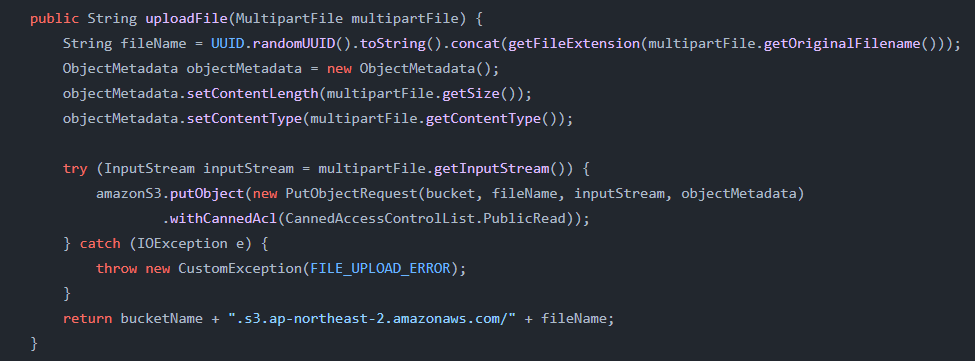 public String uploadFile(MultipartFile multipartFile) {
    String fileName = UUID.randomUUID().toString().concat(getFileExtension(multipartFile.getOriginalFilename()));
    ObjectMetadata objectMetadata = new ObjectMetadata();
    objectMetadata.setContentLength(multipartFile.getSize());
    objectMetadata.setContentType(multipartFile.getContentType());

    try (InputStream inputStream = multipartFile.getInputStream()) {
        amazonS3.putObject(new PutObjectRequest(bucket, fileName, inputStream, objectMetadata)
                .withCannedAcl(CannedAccessControlList.PublicRead));
    } catch (IOException e) {
        throw new CustomException(FILE_UPLOAD_ERROR);
    }
    return bucketName + ".s3.ap-northeast-2.amazonaws.com/" + fileName;
}